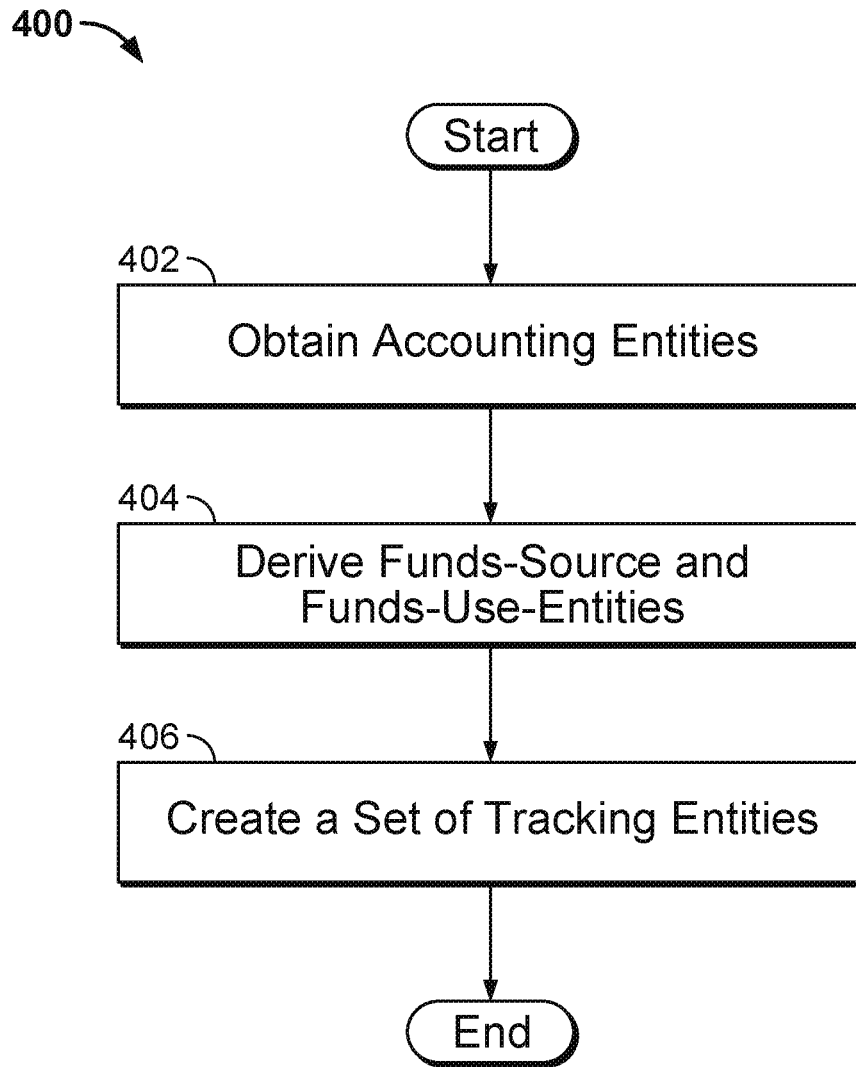 400
Start
402
Obtain Accounting Entities
404
Derive Funds-Source and
Funds-Use-Entities
406
Create a Set of Tracking Entities
End